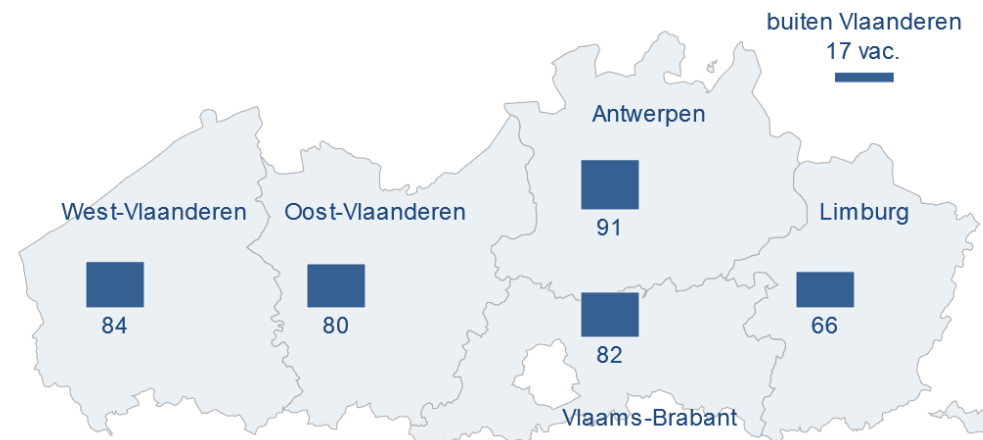 buiten Vlaanderen
17 vac.
Antwerpen
91
West-Vlaanderen
84
Oost-Vlaanderen
80
Limburg
66
82
Vlaams-Brabant